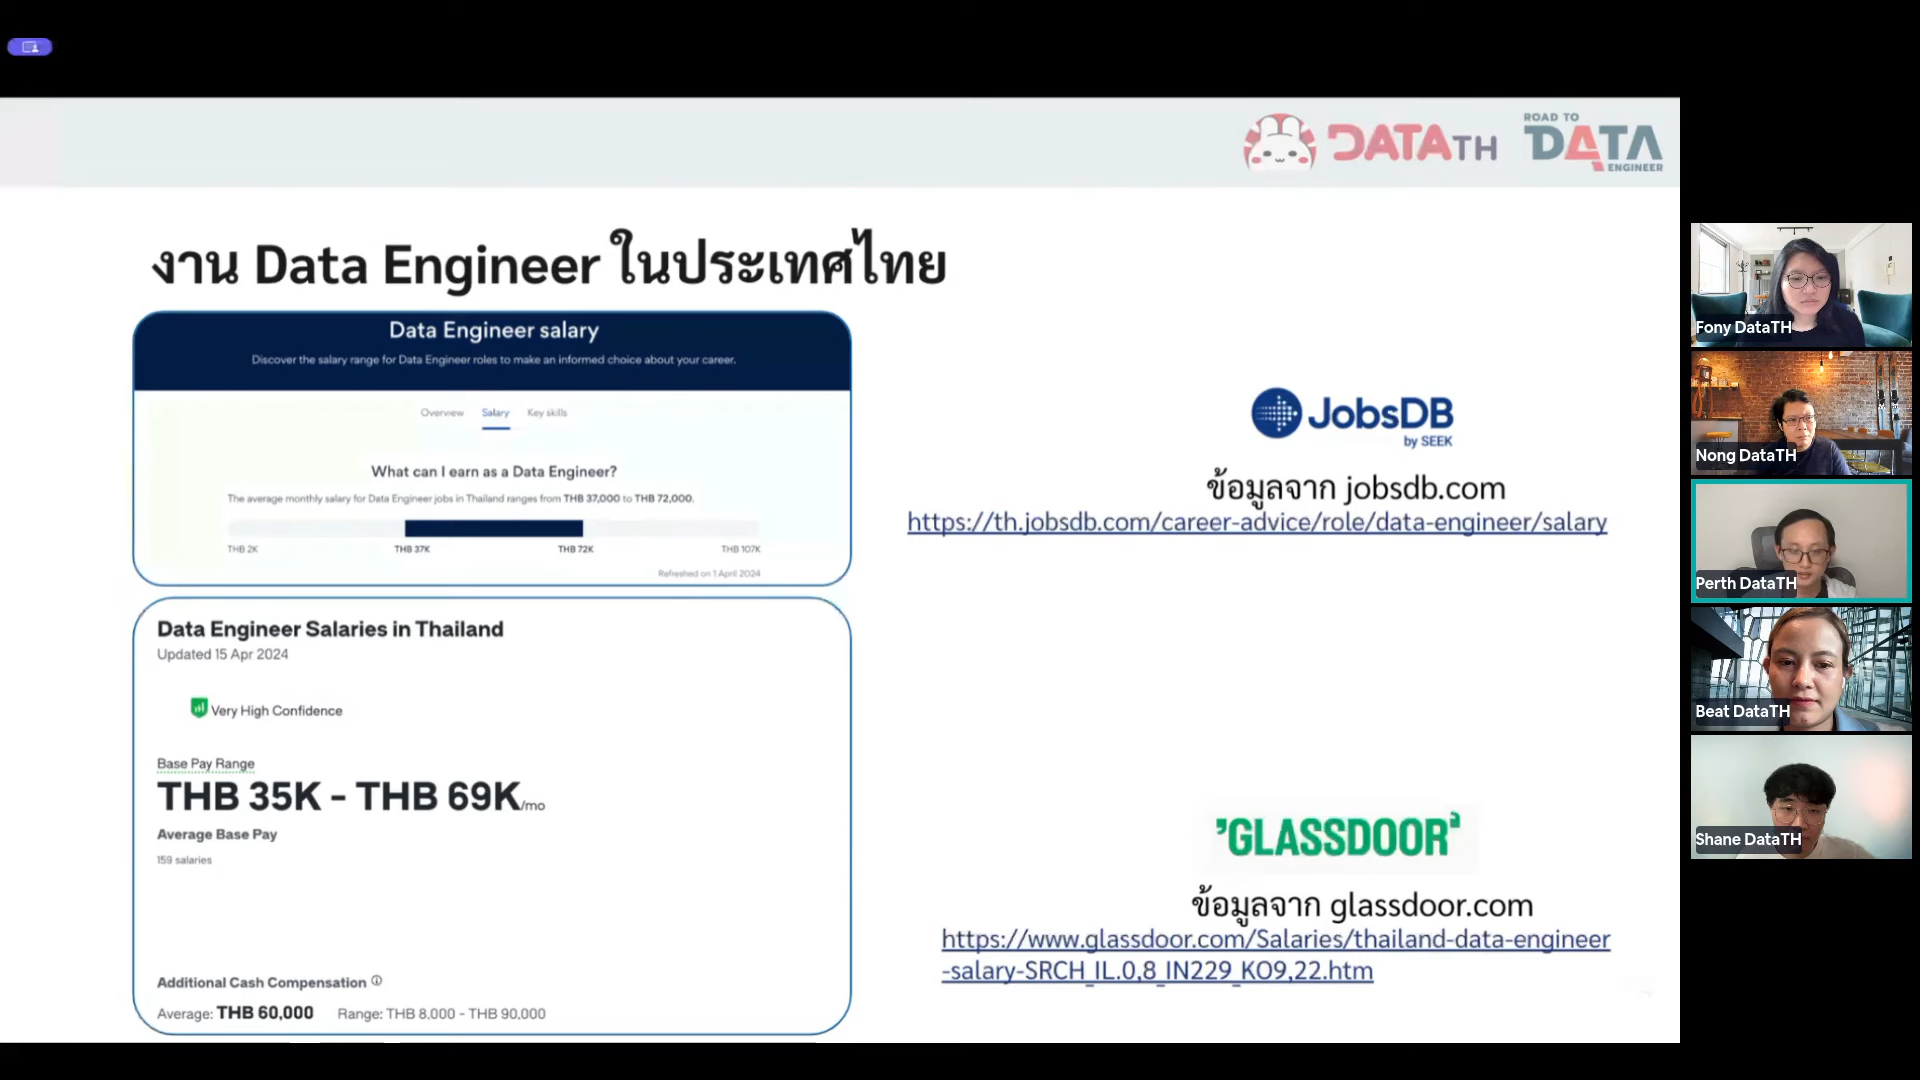 DATA TH
ROAD TO
DATA
ENGINEER
งาน Data Engineer ในประเทศไทย
Data Engineer salary
Discover the salary range for Data Engineer roles to make an informed choice about your career.
Overview Salary Key skills
What can I earn as a Data Engineer?
The average monthly salary for Data Engineer jobs in Thailand ranges from THB 37,000 to THB 72,000.
THB 2K THB 37K THB 72K THB 107K
Refreshed on 1 April 2024
JobsDB
by SEEK
ข้อมูลจาก jobsdb.com
https://th.jobsdb.com/career-advice/role/data-engineer/salary
Data Engineer Salaries in Thailand
Updated 15 Apr 2024
Very High Confidence
Base Pay Range
THB 35K - THB 69K/mo
Average Base Pay
159 salaries
Additional Cash Compensation
Average: THB 60,000 Range: THB 8,000 - THB 90,000
GLASSDOOR
ข้อมูลจาก glassdoor.com
https://www.glassdoor.com/Salaries/thailand-data-engineer
-salary-SRCH_IL.0,8_IN229_KO9,22.htm
Fony DataTH
Nong DataTH
Perth DataTH
Beat DataTH
Shane DataTH